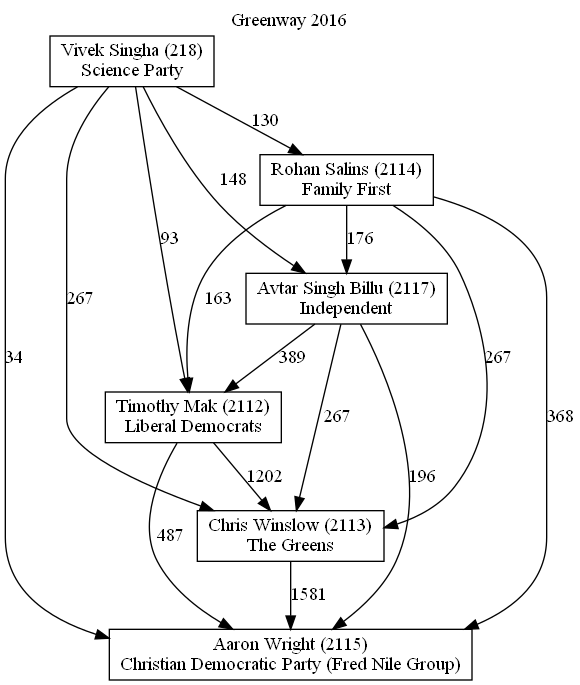 Greenway 2016
Vivek Singha (218)
Science Party
130
Rohan Salins (2114)
Family First
148
93
176
Avtar Singh Billu (2117)
Independent
267
163
34
389
267
368
Timothy Mak (2112)
Liberal Democrats
267
1202
196
487
Chris Winslow (2113)
The Greens
1581
Aaron Wright (2115)
Christian Democratic Party (Fred Nile Group)